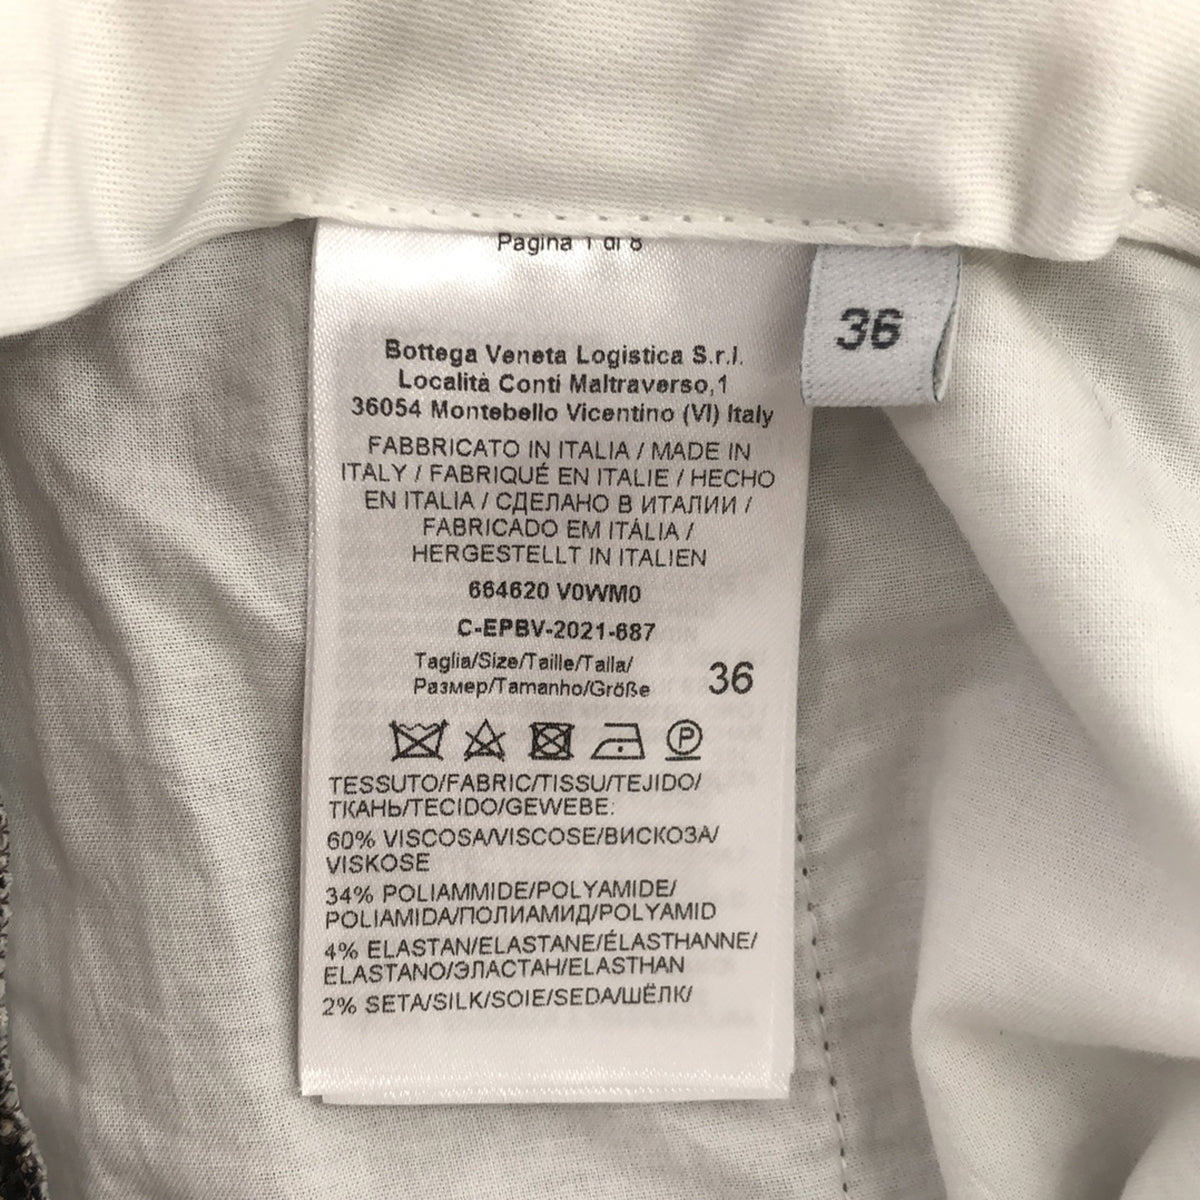 Pagina 1 di 8
36
Bottega Veneta Logistica S.r.l.
Località Conti Maltraverso,1
36054 Montebello Vicentino (VI) Italy
FABBRICATO IN ITALIA / MADE IN
ITALY / FABRIQUÉ EN ITALIE / HECHO
EN ITALIA / СДЕЛАНО В ИТАЛИИ /
FABRICADO EM ITÁLIA /
HERGESTELLT IN ITALIEN
664620 V0WM0
C-EPBV-2021-687
Taglia/Size/Taille/Talla/
Размер/Tamanho/Größe 36
P
TESSUTO/FABRIC/TISSU/TEJIDO/
ТКАНЬ/TECIDO/GEWEBE:
60% VISCOSA/VISCOSE/ВИСКОЗА/
VISKOSE
34% POLIAMMIDE/POLYAMIDE/
POLIAMIDA/ПОЛИАМИД/POLYAMID
4% ELASTAN/ELASTANE/ÉLASTHANNE/
ELASTANO/ЭЛАСТАН/ELASTHAN
2% SETA/SILK/SOIE/SEDA/ШЁЛК/